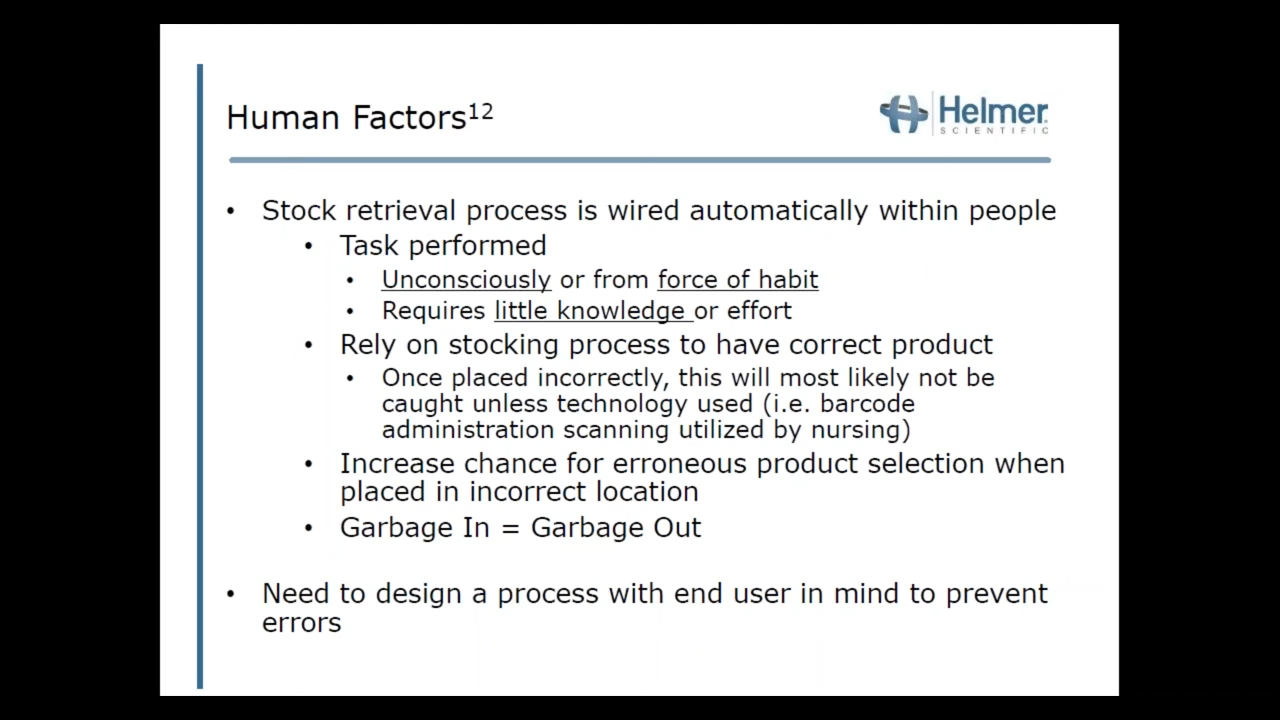 Human Factors12
Helmer
SCIENTIFIC
• Stock retrieval process is wired automatically within people
• Task performed
• Unconsciously or from force of habit
• Requires little knowledge or effort
• Rely on stocking process to have correct product
• Once placed incorrectly, this will most likely not be
caught unless technology used (i.e. barcode
administration scanning utilized by nursing)
• Increase chance for erroneous product selection when
placed in incorrect location
• Garbage In = Garbage Out
• Need to design a process with end user in mind to prevent
errors